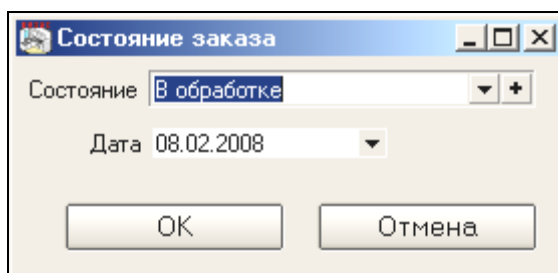 Состояние заказа
Состояние В обработке
Дата 08.02.2008
OK Отмена